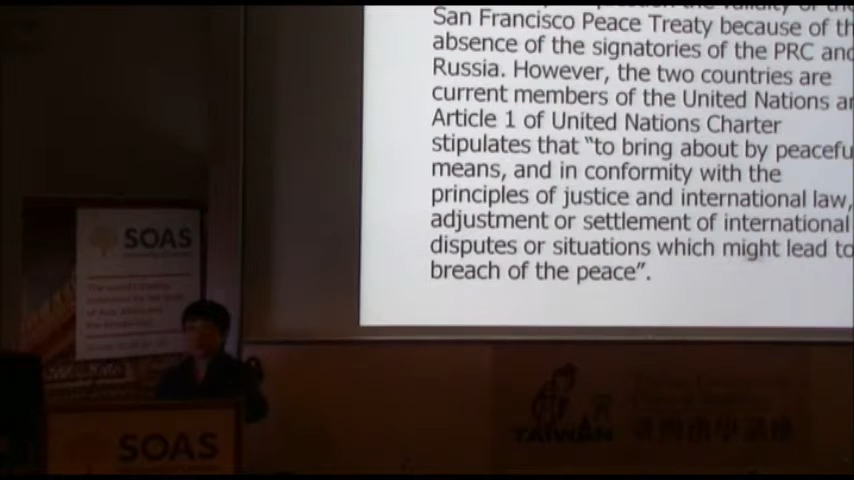 San Francisco Peace Treaty because of th
absence of the signatories of the PRC and
Russia. However, the two countries are
current members of the United Nations an
Article 1 of United Nations Charter
stipulates that “to bring about by peacefu
means, and in conformity with the
principles of justice and international law,
adjustment or settlement of international
disputes or situations which might lead to
breach of the peace”.
SOAS
SOAS
TAIWAN